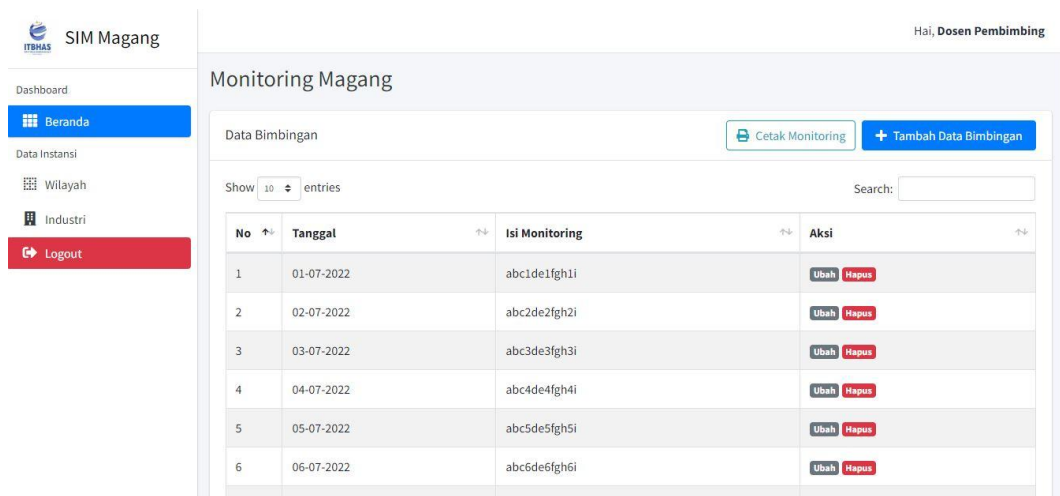 ITBHAS
SIM Magang
Hai, Dosen Pembimbing
Dashboard
Beranda
Data Instansi
Wilayah
Industri
Logout
Monitoring Magang
Data Bimbingan
Cetak Monitoring
+ Tambah Data Bimbingan
Show 10 entries
Search:
No Tanggal Isi Monitoring Aksi
1 01-07-2022 abc1de1fgh1i Ubah Hapus
2 02-07-2022 abc2de2fgh2i Ubah Hapus
3 03-07-2022 abc3de3fgh3i Ubah Hapus
4 04-07-2022 abc4de4fgh4i Ubah Hapus
5 05-07-2022 abc5de5fgh5i Ubah Hapus
6 06-07-2022 abc6de6fgh6i Ubah Hapus